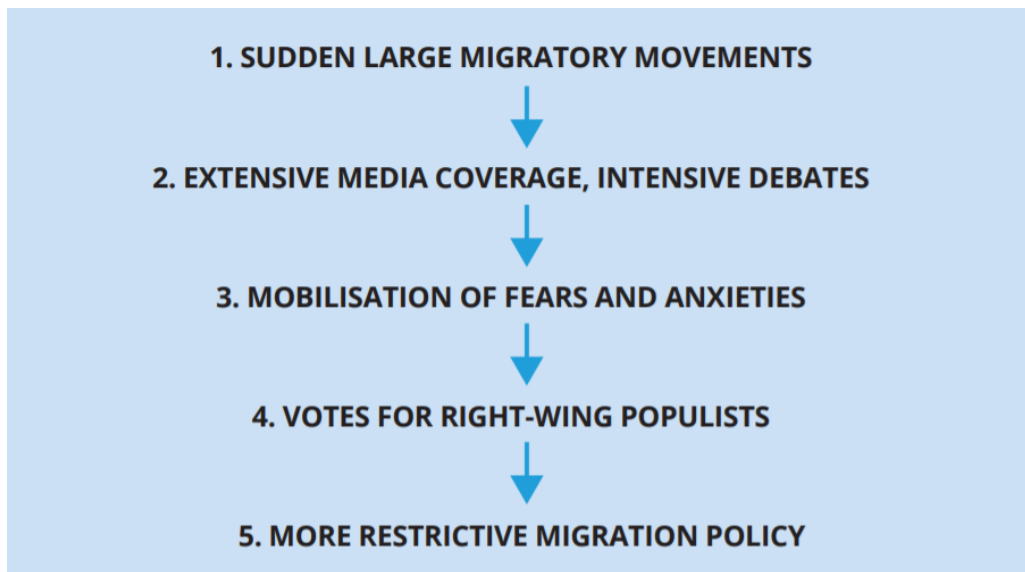 1. SUDDEN LARGE MIGRATORY MOVEMENTS
2. EXTENSIVE MEDIA COVERAGE, INTENSIVE DEBATES
3. MOBILISATION OF FEARS AND ANXIETIES
4. VOTES FOR RIGHT-WING POPULISTS
5. MORE RESTRICTIVE MIGRATION POLICY